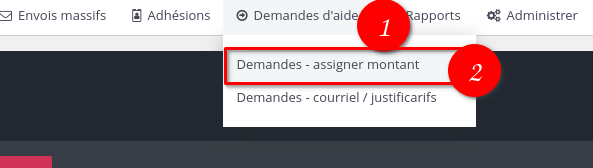 Envois massifs Adhésions Demandes d'aide Rapports Administrer
1
Demandes - assigner montant
2
Demandes - courriel / justificarifs